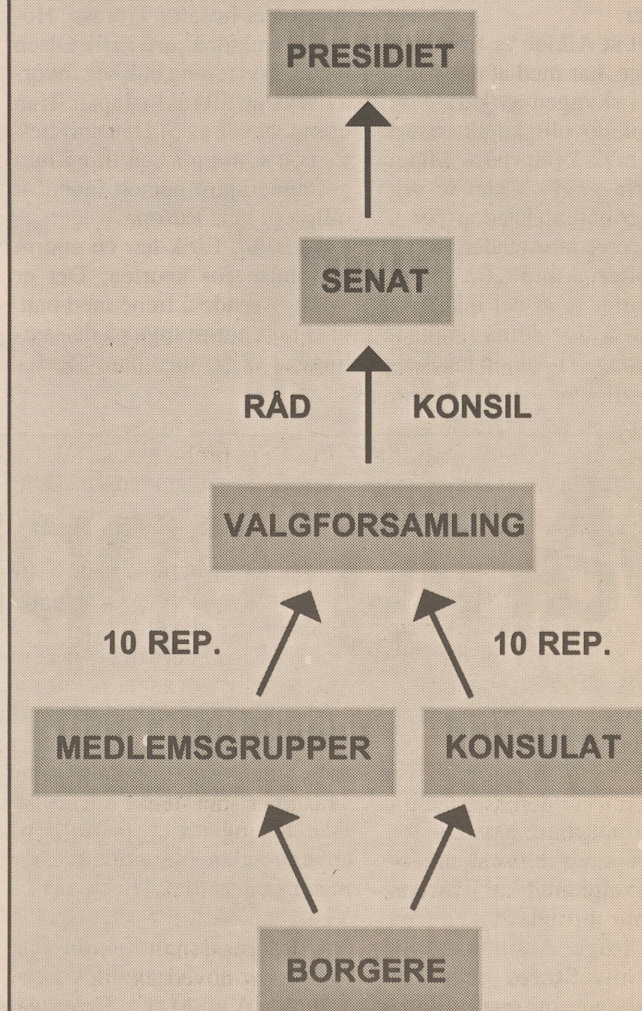 PRESIDIET
SENAT
RÅD KONSIL
VALGFORSAMLING
10 REP. 10 REP.
MEDLEMSGRUPPER KONSULAT
BORGERE